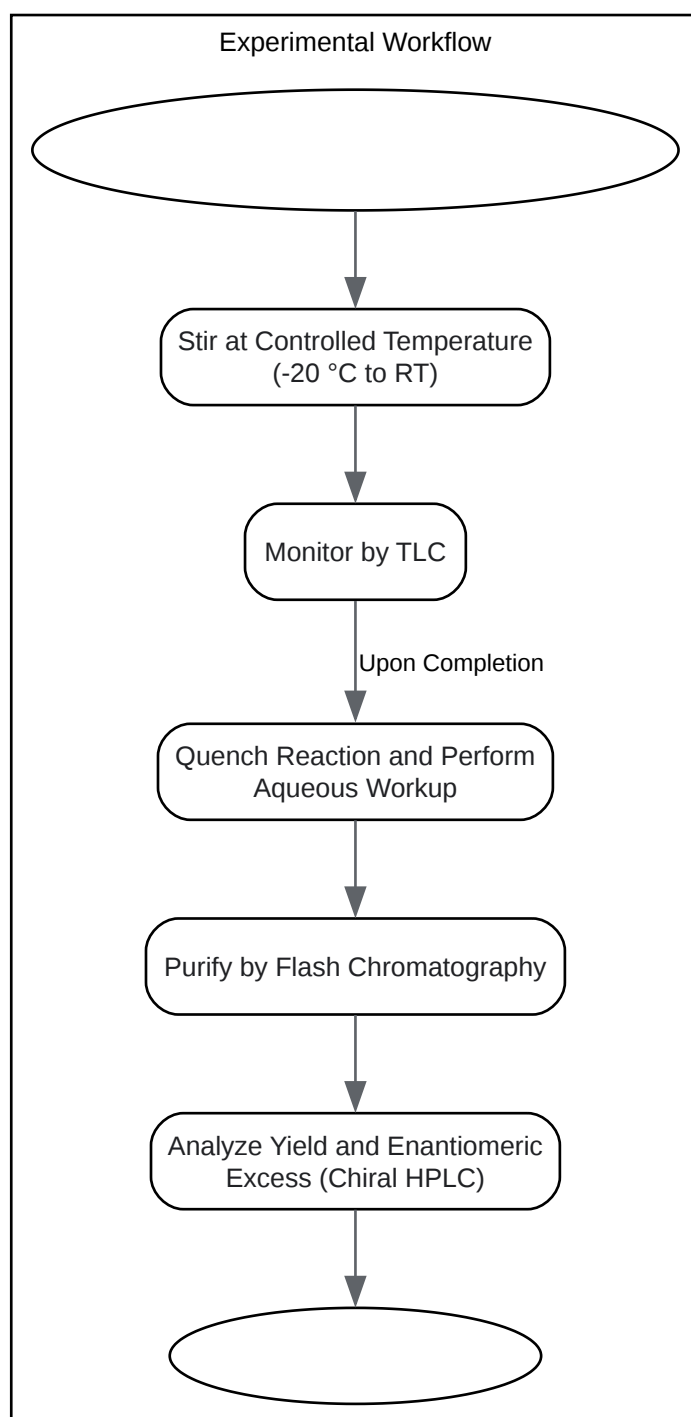 Experimental Workflow
Stir at Controlled Temperature
(-20 °C to RT)
Monitor by TLC
Upon Completion
Quench Reaction and Perform
Aqueous Workup
Purify by Flash Chromatography
Analyze Yield and Enantiomeric
Excess (Chiral HPLC)